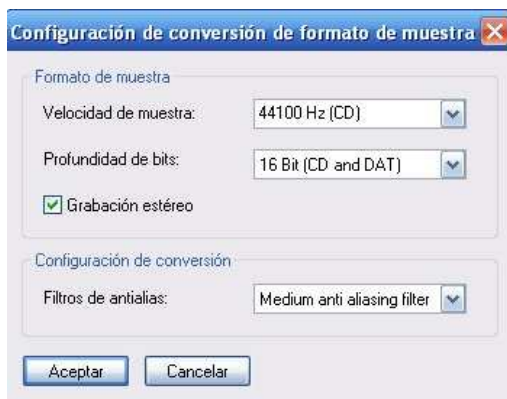 Configuración de conversión de formato de muestra
Formato de muestra
Velocidad de muestra: 44100 Hz (CD)
Profundidad de bits: 16 Bit (CD and DAT)
Grabación estéreo
Configuración de conversión
Filtros de antialias: Medium anti aliasing filter
Aceptar Cancelar